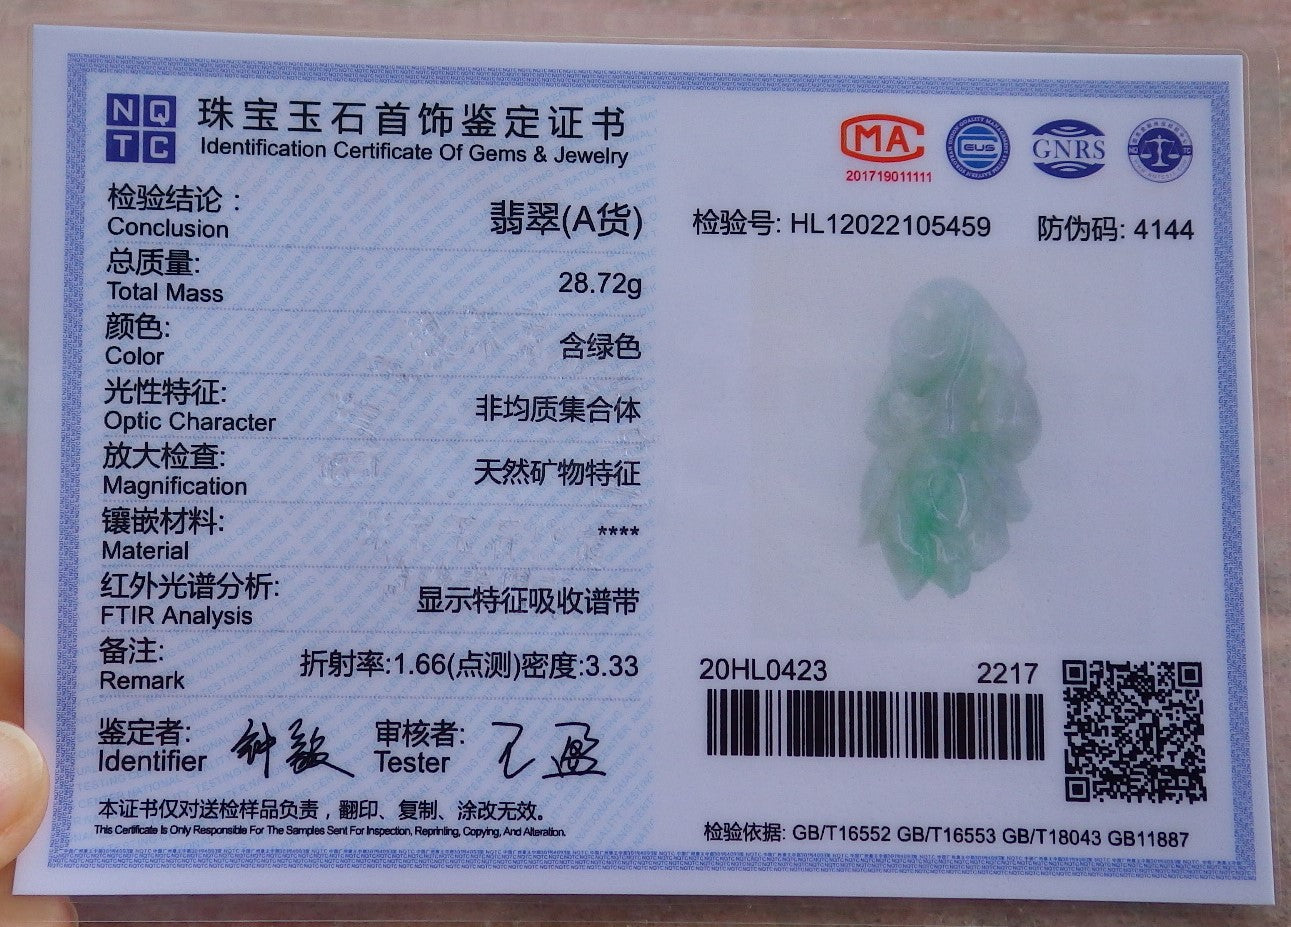 NQ
TC
珠宝玉石首饰鉴定证书
Identification Certificate Of Gems & Jewelry
检验结论：
Conclusion
翡翠(A货)
总质量:
Total Mass
28.72g
颜色:
Color
含绿色
光性特征:
Optic Character
非均质集合体
放大检查:
Magnification
天然矿物特征
镶嵌材料:
Material
****
红外光谱分析:
FTIR Analysis
显示特征吸收谱带
备注:
Remark
折射率:1.66(点测)密度:3.33
鉴定者:
Identifier
审核者:
Tester
王盈
本证书仅对送检样品负责，翻印、复制、涂改无效。
This Certificate Is Only Responsible For The Samples Sent For Inspection, Reprinting, Copying, And Alteration.
MA
201719011111
EUS
GNRS
检验号: HL12022105459
防伪码: 4144
20HL0423
2217
检验依据: GB/T16552 GB/T16553 GB/T18043 GB11887